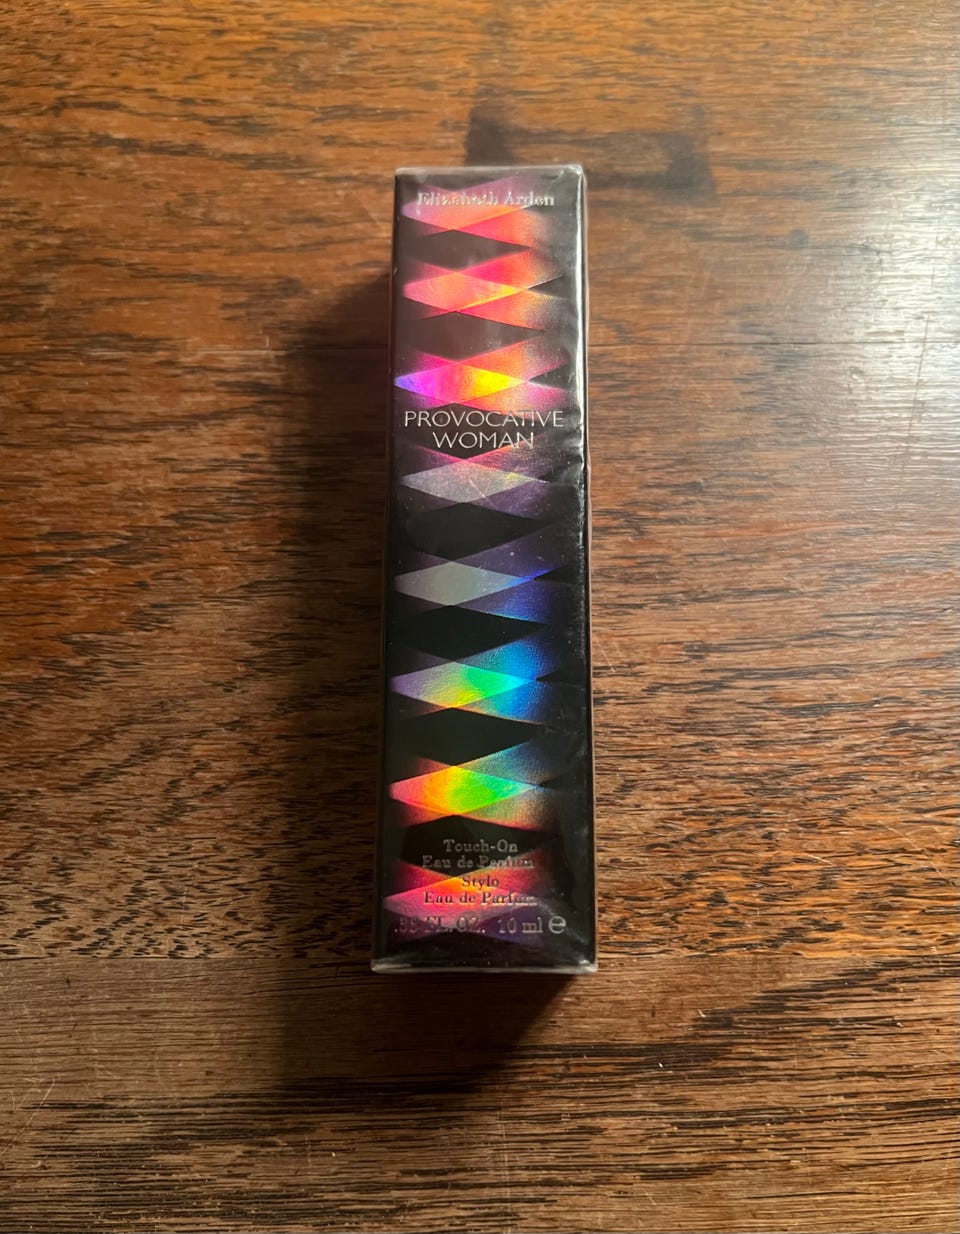 Elizabeth Arden
PROVOCATIVE
WOMAN
Touch-On
Eau de Parfum
Stylo
Eau de Parfum
.33 FL. OZ. 10 ml ℮